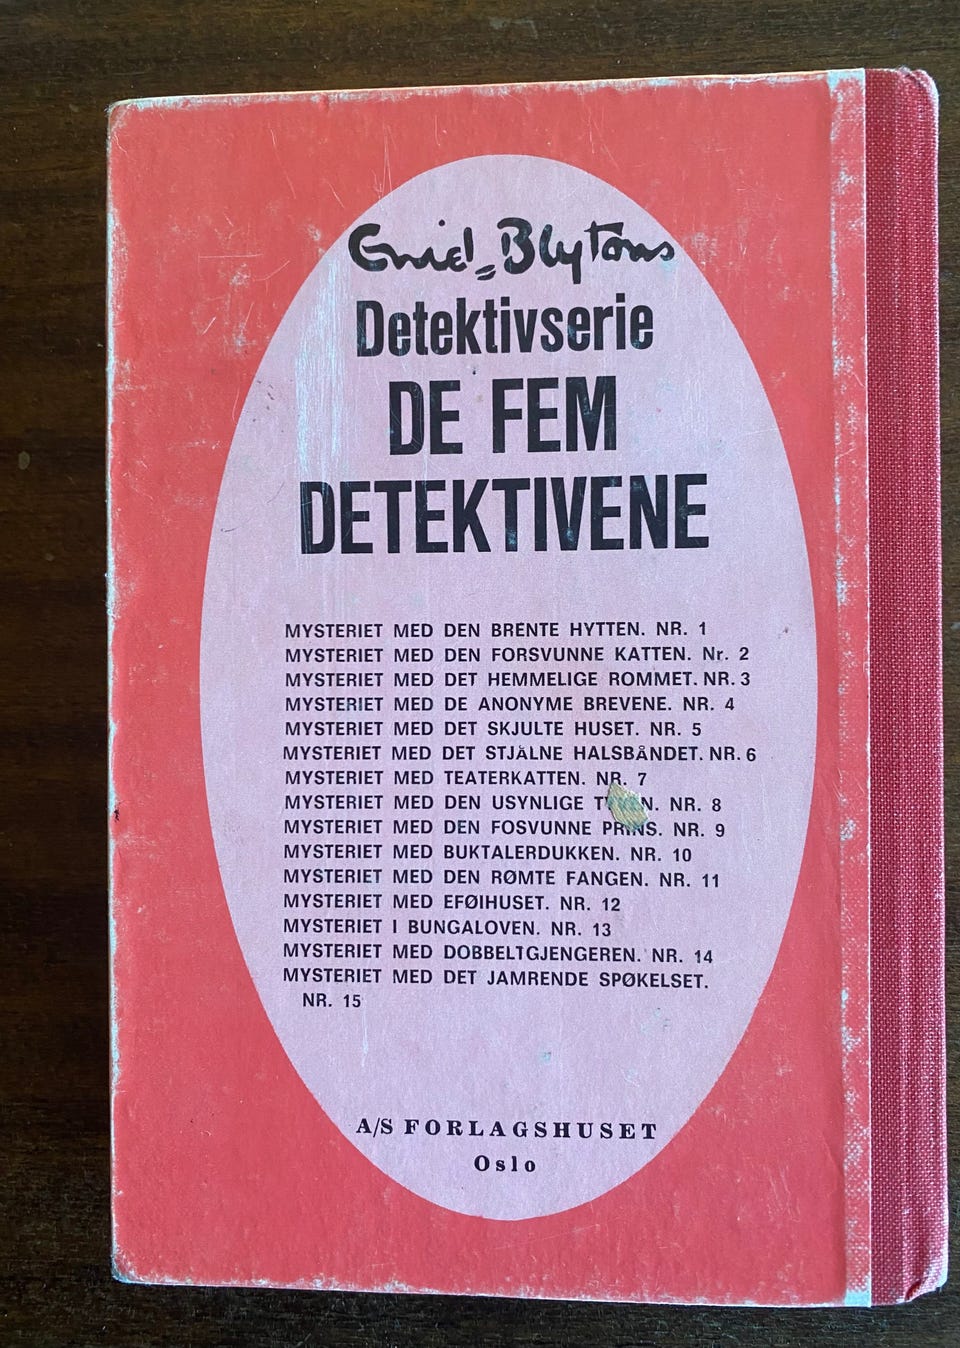 Enid Blytons
Detektivserie
DE FEM
DETEKTIVENE
MYSTERIET MED DEN BRENTE HYTTEN. NR. 1
MYSTERIET MED DEN FORSVUNNE KATTEN. Nr. 2
MYSTERIET MED DET HEMMELIGE ROMMET. NR. 3
MYSTERIET MED DE ANONYME BREVENE. NR. 4
MYSTERIET MED DET SKJULTE HUSET. NR. 5
MYSTERIET MED DET STJÅLNE HALSBÅNDET. NR. 6
MYSTERIET MED TEATERKATTEN. NR. 7
MYSTERIET MED DEN USYNLIGE NR. 8
MYSTERIET MED DEN FOSVUNNE PRINS. NR. 9
MYSTERIET MED BUKTALERDUKKEN. NR. 10
MYSTERIET MED DEN RØMTE FANGEN. NR. 11
MYSTERIET MED EFØIHUSET. NR. 12
MYSTERIET I BUNGALOVEN. NR. 13
MYSTERIET MED DOBBELTGJENGEREN. NR. 14
MYSTERIET MED DET JAMRENDE SPØKELSET.
NR. 15
A/S FORLAGSHUSET
Oslo